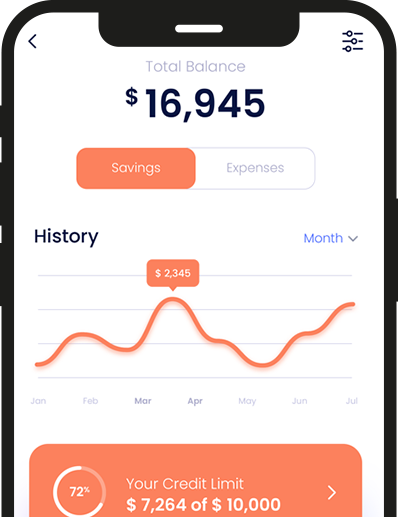 Total Balance
$ 16,945
Savings Expenses
History Month
$ 2,345
Jan Feb Mar Apr May Jun Jul
72% Your Credit Limit
$ 7,264 of $ 10,000